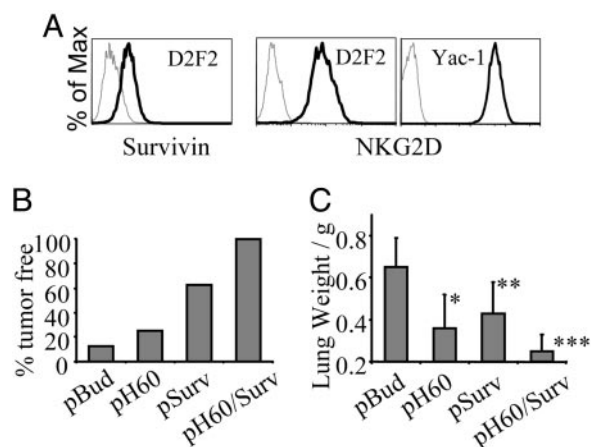 A
% of Max
D2F2
D2F2
Yac-1
Survivin
NKG2D
B
C
% tumor free
100
80
60
40
20
0
pBud
pH60
pSurv
pH60/Surv
Lung Weight / g
0.8
0.6
0.4
0.2
*
**
***
pBud
pH60
pSurv
pH60/Surv